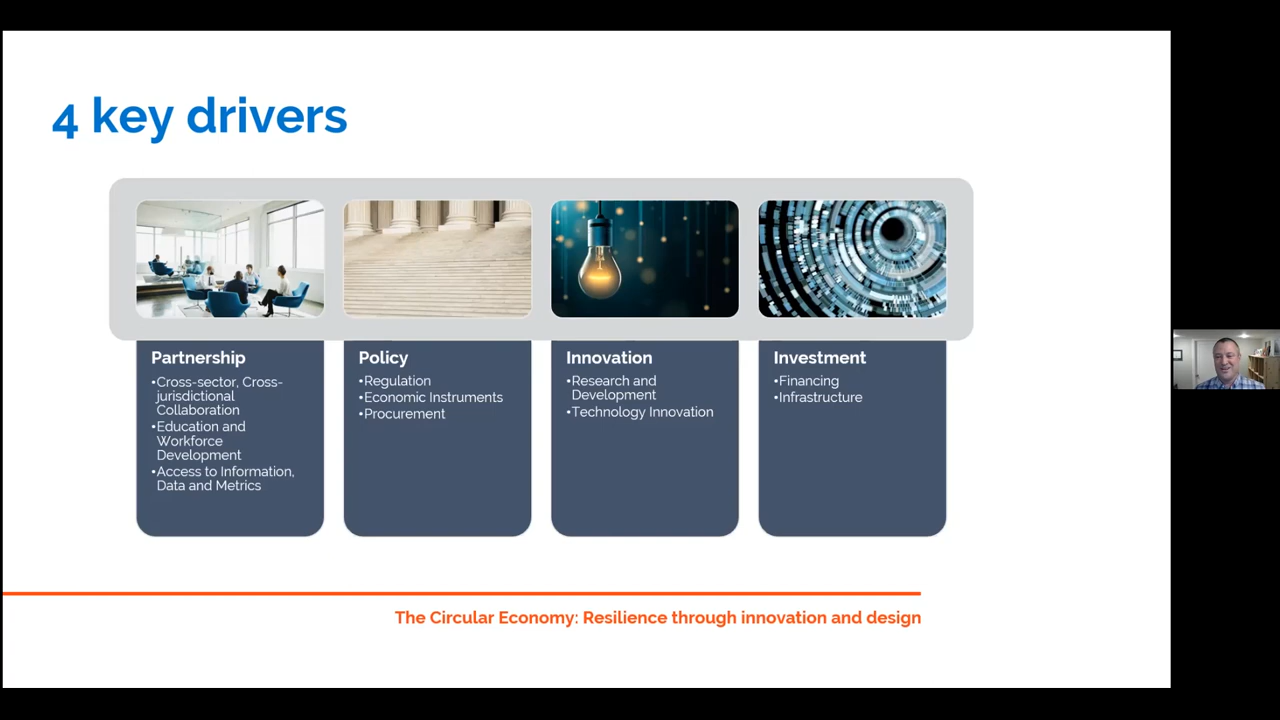 4 key drivers
Partnership
•Cross-sector, Cross-
jurisdictional
Collaboration
•Education and
Workforce
Development
•Access to Information,
Data and Metrics
Policy
•Regulation
•Economic Instruments
•Procurement
Innovation
•Research and
Development
•Technology Innovation
Investment
•Financing
•Infrastructure
The Circular Economy: Resilience through innovation and design